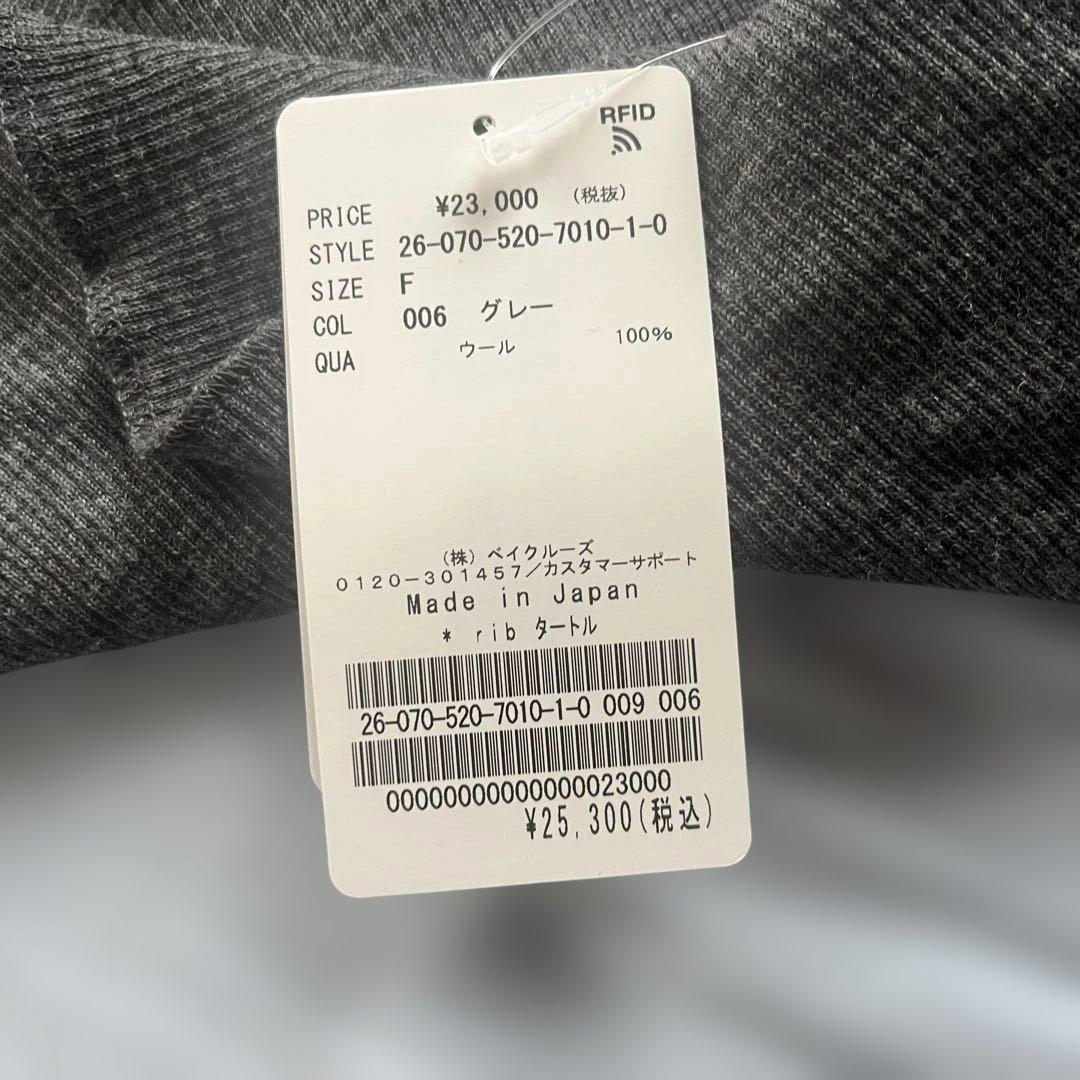 RFID
PRICE ¥23,000 (税抜)
STYLE 26-070-520-7010-1-0
SIZE F
COL 006 グレー
QUA ウール 100%
(株)ベイクルーズ
0120-301457/カスタマーサポート
Made in Japan
* rib タートル
26-070-520-7010-1-0 009 006
00000000000000023000
¥25,300(税込)